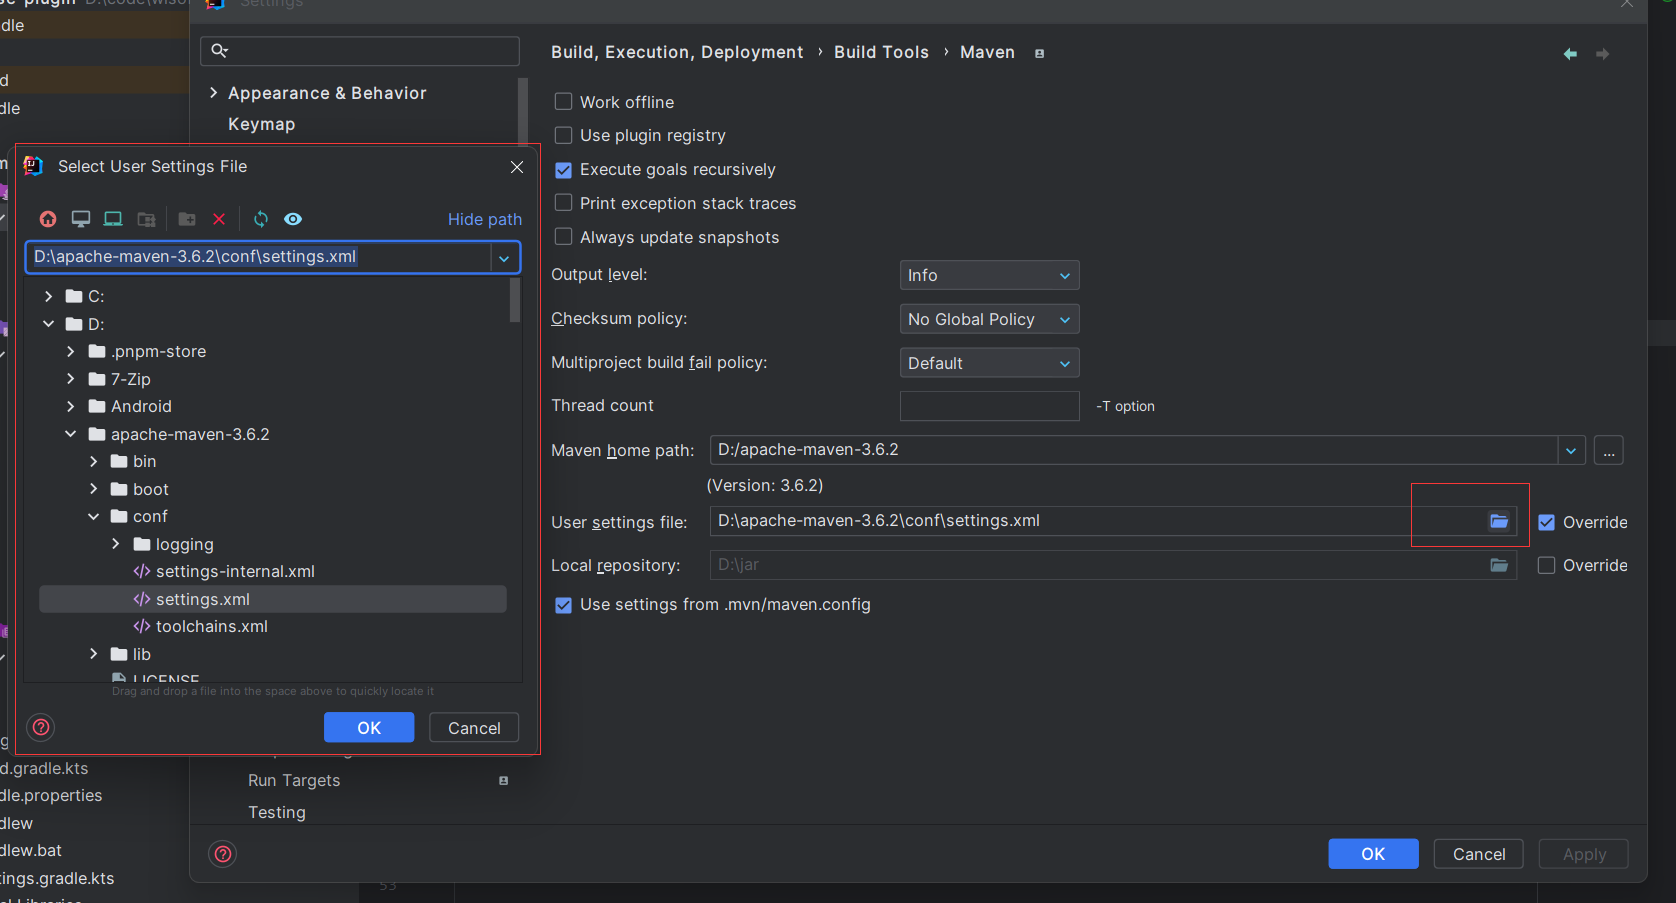 Settings
dle
d
dle
Build, Execution, Deployment › Build Tools › Maven
Appearance & Behavior
Keymap
Work offline
Use plugin registry
Execute goals recursively
Print exception stack traces
Always update snapshots
Output level:
Info
Checksum policy:
No Global Policy
Multiproject build fail policy:
Default
Thread count
-T option
Maven home path:
D:/apache-maven-3.6.2
...
(Version: 3.6.2)
User settings file:
D:\apache-maven-3.6.2\conf\settings.xml
Override
Local repository:
D:\jar
Override
Use settings from .mvn/maven.config
Select User Settings File
Hide path
D:\apache-maven-3.6.2\conf\settings.xml
C:
D:
.pnpm-store
7-Zip
Android
apache-maven-3.6.2
bin
boot
conf
logging
settings-internal.xml
settings.xml
toolchains.xml
lib
LICENSE
Drag and drop a file into the space above to quickly locate it
OK
Cancel
d.gradle.kts
dle.properties
dlew
dlew.bat
tings.gradle.kts
Run Targets
Testing
OK
Cancel
Apply
53